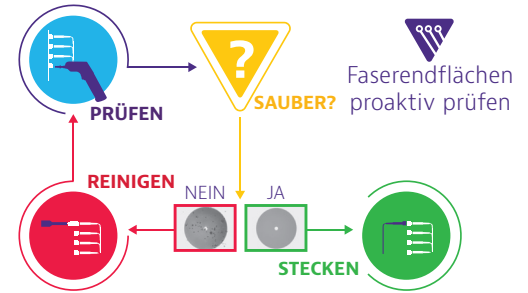 ?
Faserendflächen
proaktiv prüfen
PRÜFEN
SAUBER?
REINIGEN
NEIN
JA
STECKEN